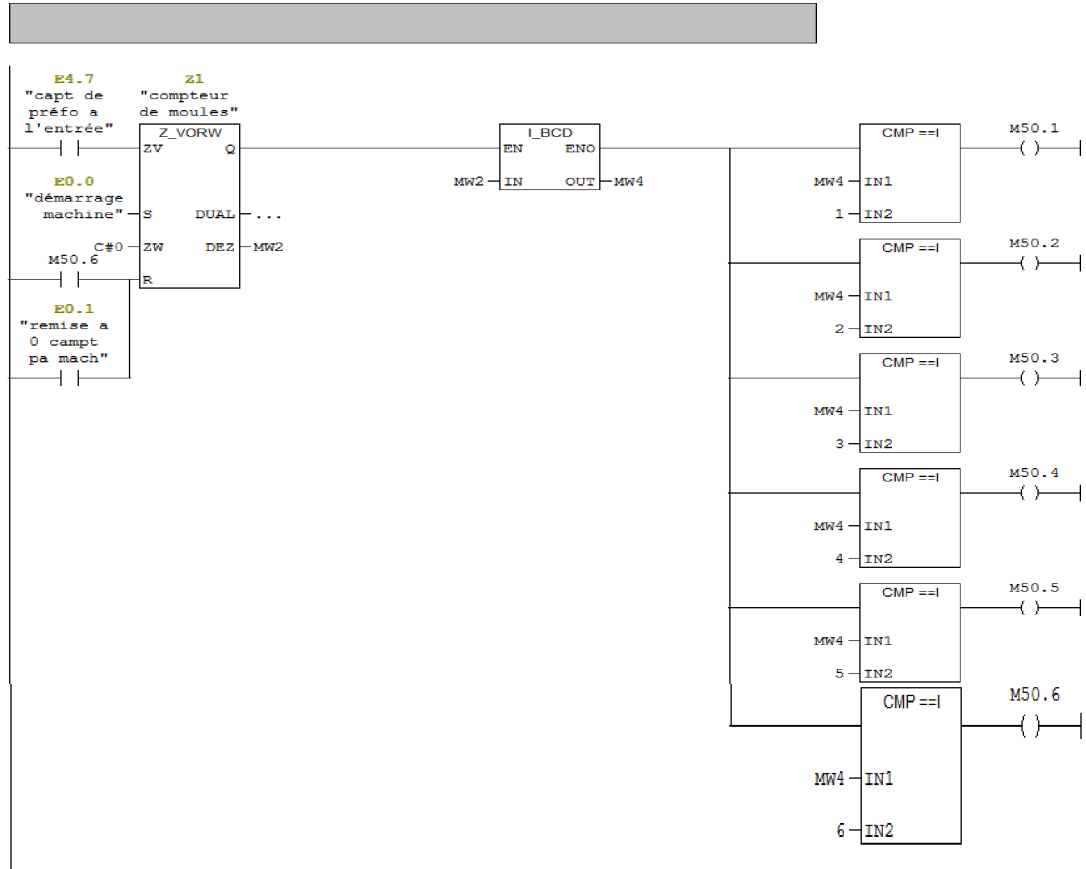 E4.7
"capt de
préfo a
l'entrée"
Z1
"compteur
de moules"
Z_VORW
ZV
Q
E0.0
"démarrage
machine"
S
DUAL
...
C#0
ZW
DEZ
MW2
M50.6
R
E0.1
"remise a
0 campt
pa mach"
I_BCD
EN
ENO
MW2
IN
OUT
MW4
CMP ==I
M50.1
MW4
IN1
1
IN2
CMP ==I
M50.2
MW4
IN1
2
IN2
CMP ==I
M50.3
MW4
IN1
3
IN2
CMP ==I
M50.4
MW4
IN1
4
IN2
CMP ==I
M50.5
MW4
IN1
5
IN2
CMP ==I
M50.6
MW4
IN1
6
IN2